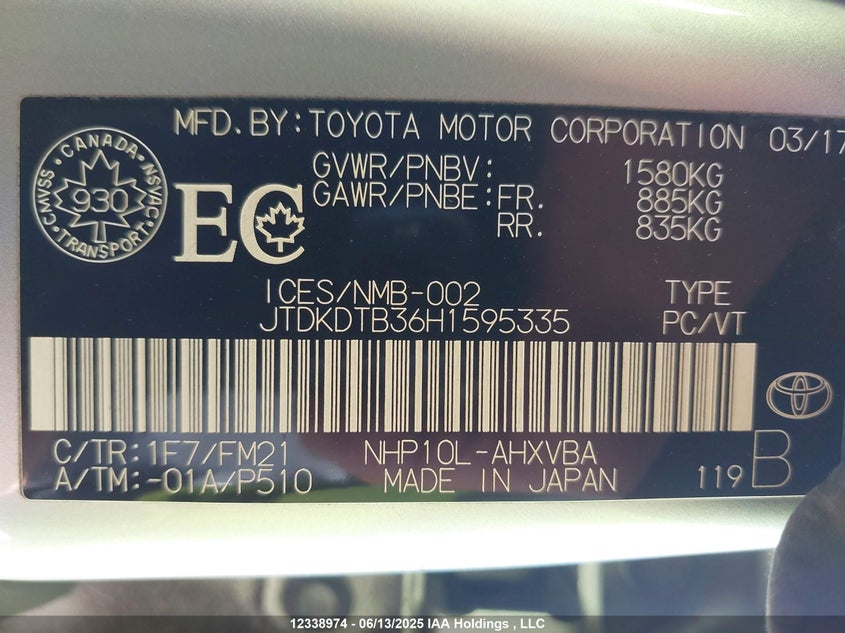 MFD.BY:TOYOTA MOTOR CORPORATION 03/17
GVWR/PNBV: 1580KG
GAWR/PNBE:FR. 885KG
RR. 835KG
CANADA
CMVSS NSVAC
930
TRANSPORT
EC
ICES/NMB-002 TYPE
JTDKDTB36H1595335 PC/VT
C/TR:1F7/FM21 NHP10L-AHXVBA
A/TM:-01A/P510 MADE IN JAPAN 119 B
12338974 - 06/13/2025 IAA Holdings , LLC